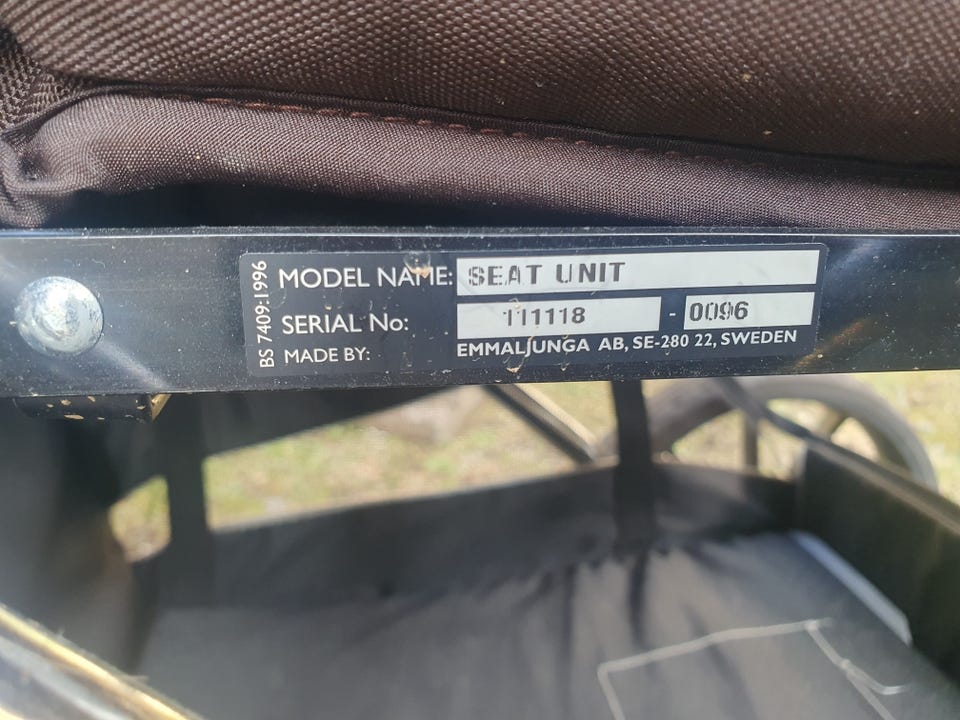 BS 7409:1996
MODEL NAME: SEAT UNIT
SERIAL No: 111118 - 0096
MADE BY: EMMALJUNGA AB, SE-280 22, SWEDEN